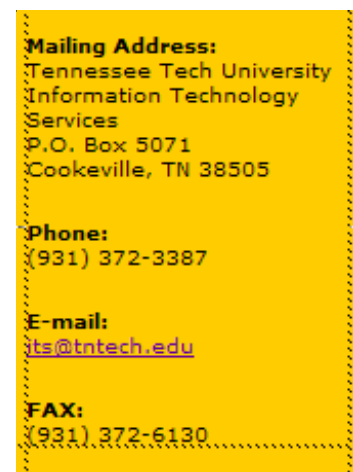 Mailing Address:
Tennessee Tech University
Information Technology
Services
P.O. Box 5071
Cookeville, TN 38505
Phone:
(931) 372-3387
E-mail:
its@tntech.edu
FAX:
(931) 372-6130